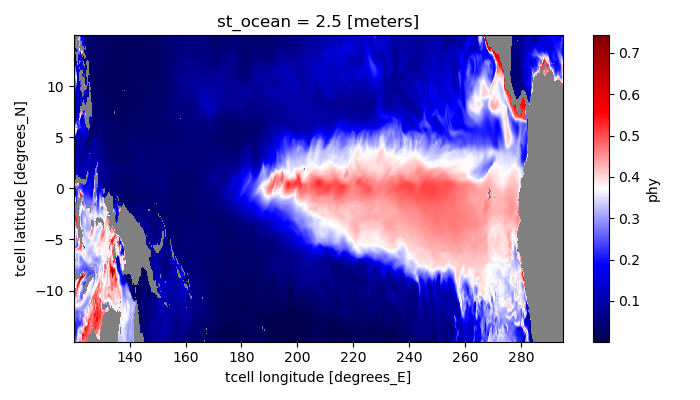 st_ocean = 2.5 [meters]
tcell latitude [degrees_N]
10
5
0
−5
−10
140 160 180 200 220 240 260 280
tcell longitude [degrees_E]
0.7
0.6
0.5
0.4
0.3
0.2
0.1
phy